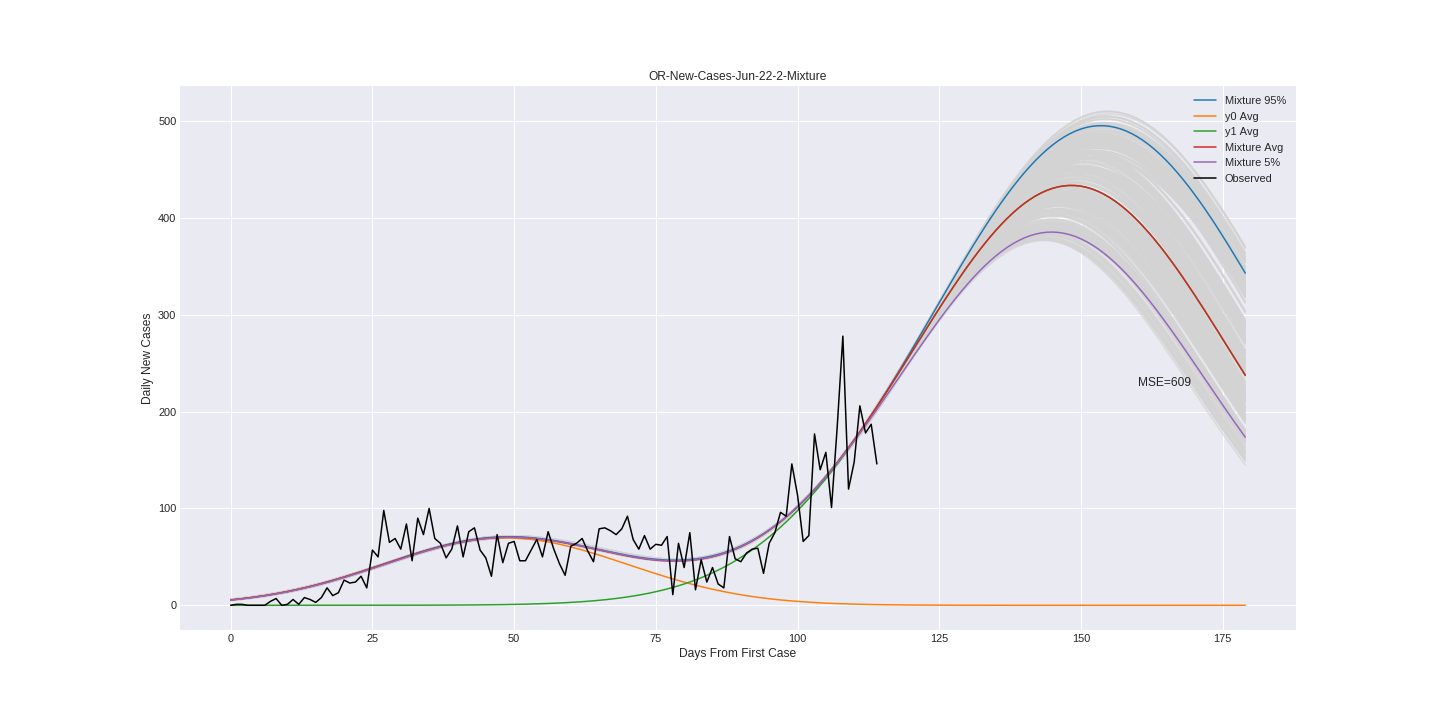 OR-New-Cases-Jun-22-2-Mixture
Mixture 95%
y0 Avg
y1 Avg
Mixture Avg
Mixture 5%
Observed
500
400
300
200
100
0
Daily New Cases
MSE=609
0 25 50 75 100 125 150 175
Days From First Case